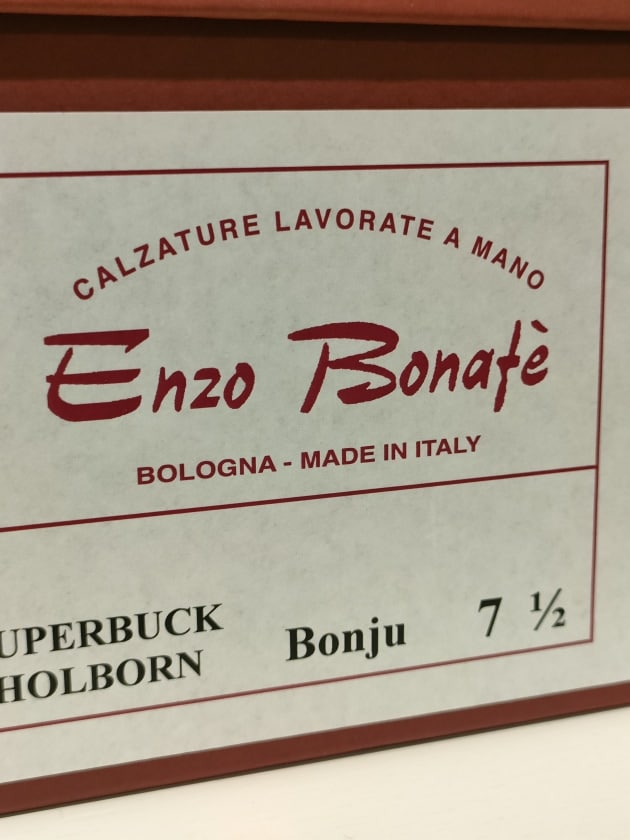 CALZATURE LAVORATE A MANO
Enzo Bonafè
BOLOGNA - MADE IN ITALY
UPERBUCK Bonju 7 ½
HOLBORN